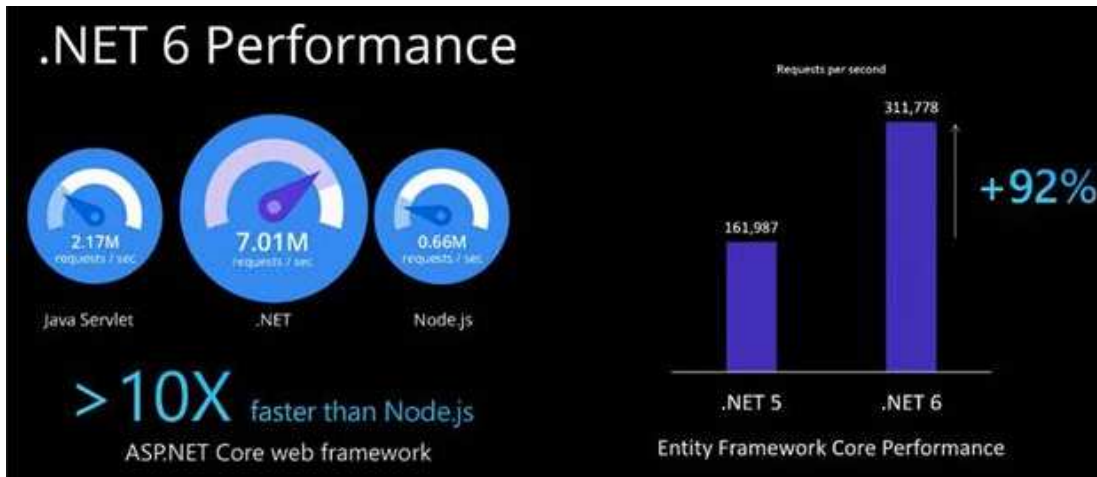 .NET 6 Performance
2.17M
requests / sec
Java Servlet
7.01M
requests / sec
.NET
0.66M
requests / sec
Node.js
>10X faster than Node.js
ASP.NET Core web framework
Requests per second
161,987
311,778
+92%
.NET 5
.NET 6
Entity Framework Core Performance